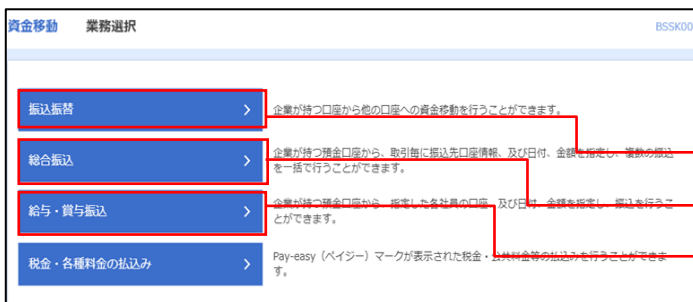 資金移動 業務選択 BSSK00
振込振替 企業が持つ口座から他の口座への資金移動を行うことができます。
総合振込 企業が持つ預金口座から、取引毎に振込先口座情報、及び日付、金額を指定し、複数の振込
を一括で行うことができます。
給与・賞与振込 企業が持つ預金口座から、指定した各社員の口座、及び日付、金額を指定し、振込を行うこ
とができます。
税金・各種料金の払込み Pay-easy（ペイジー）マークが表示された税金・公共料金等の払込みを行うことができま
す。